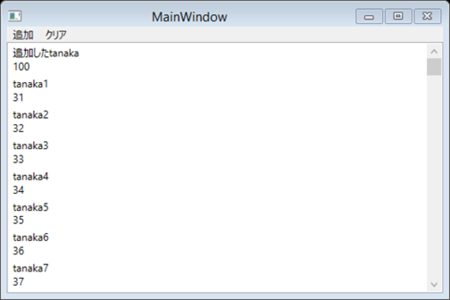 MainWindow
追加 クリア
追加したtanaka
100
tanaka1
31
tanaka2
32
tanaka3
33
tanaka4
34
tanaka5
35
tanaka6
36
tanaka7
37